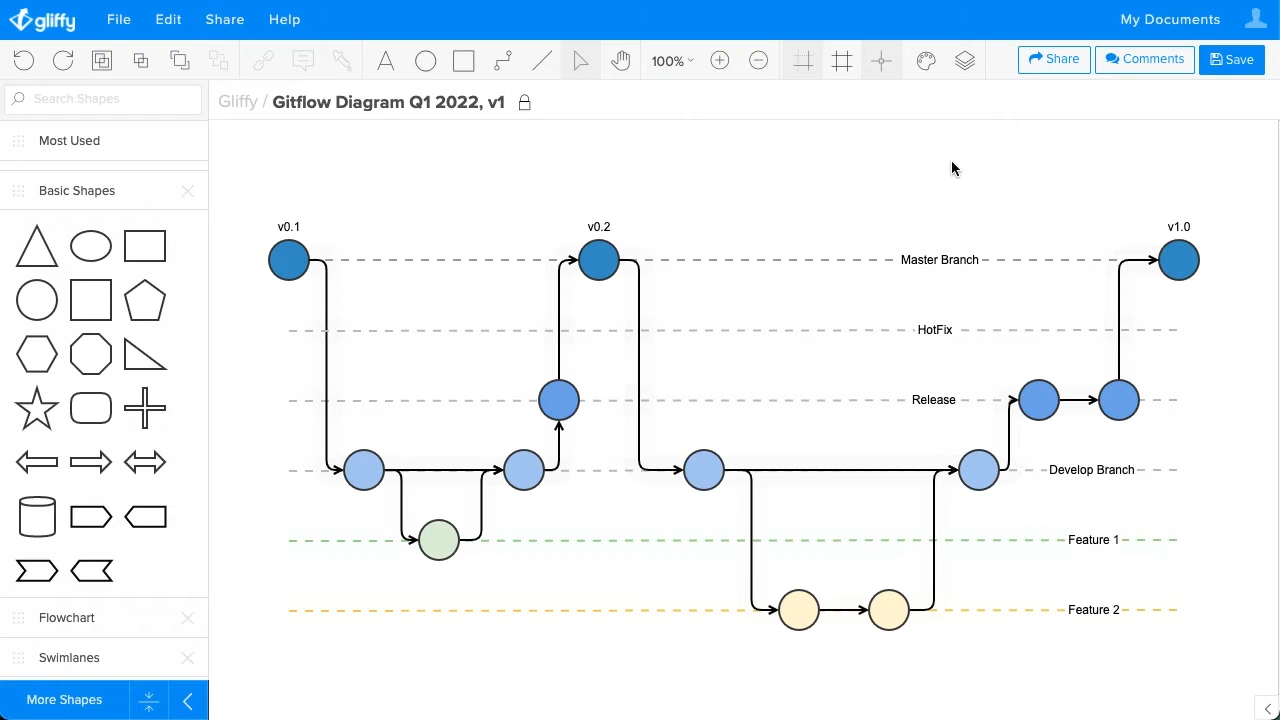 gliffy File Edit Share Help My Documents
100% Share Comments Save
Search Shapes
Gliffy / Gitflow Diagram Q1 2022, v1
Most Used
Basic Shapes
v0.1 v0.2 v1.0
Master Branch
HotFix
Release
Develop Branch
Feature 1
Feature 2
Flowchart
Swimlanes
More Shapes